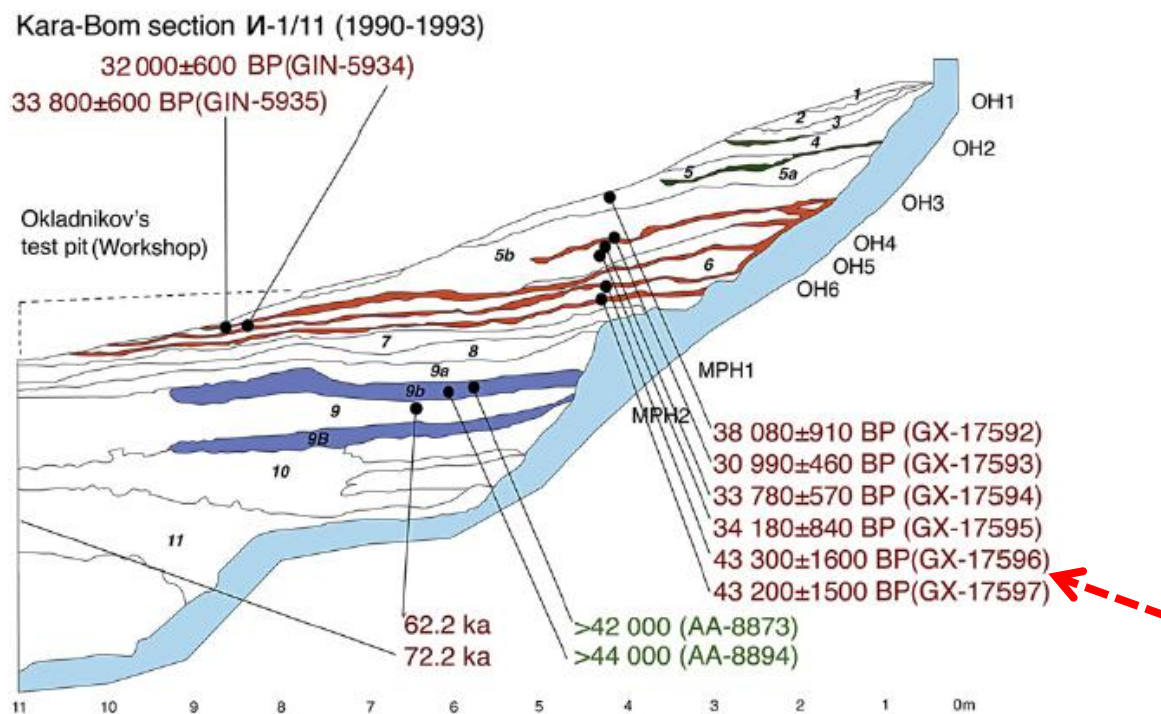 Kara-Bom section И-1/11 (1990-1993)
32 000±600 BP(GIN-5934)
33 800±600 BP(GIN-5935)
Okladnikov's
test pit (Workshop)
1
2
3
4
5
5a
5b
6
7
8
9a
9b
9
9B
10
11
OH1
OH2
OH3
OH4
OH5
OH6
MPH1
MPH2
38 080±910 BP (GX-17592)
30 990±460 BP (GX-17593)
33 780±570 BP (GX-17594)
34 180±840 BP (GX-17595)
43 300±1600 BP(GX-17596)
43 200±1500 BP(GX-17597)
62.2 ka
72.2 ka
>42 000 (AA-8873)
>44 000 (AA-8894)
11 10 9 8 7 6 5 4 3 2 1 0m